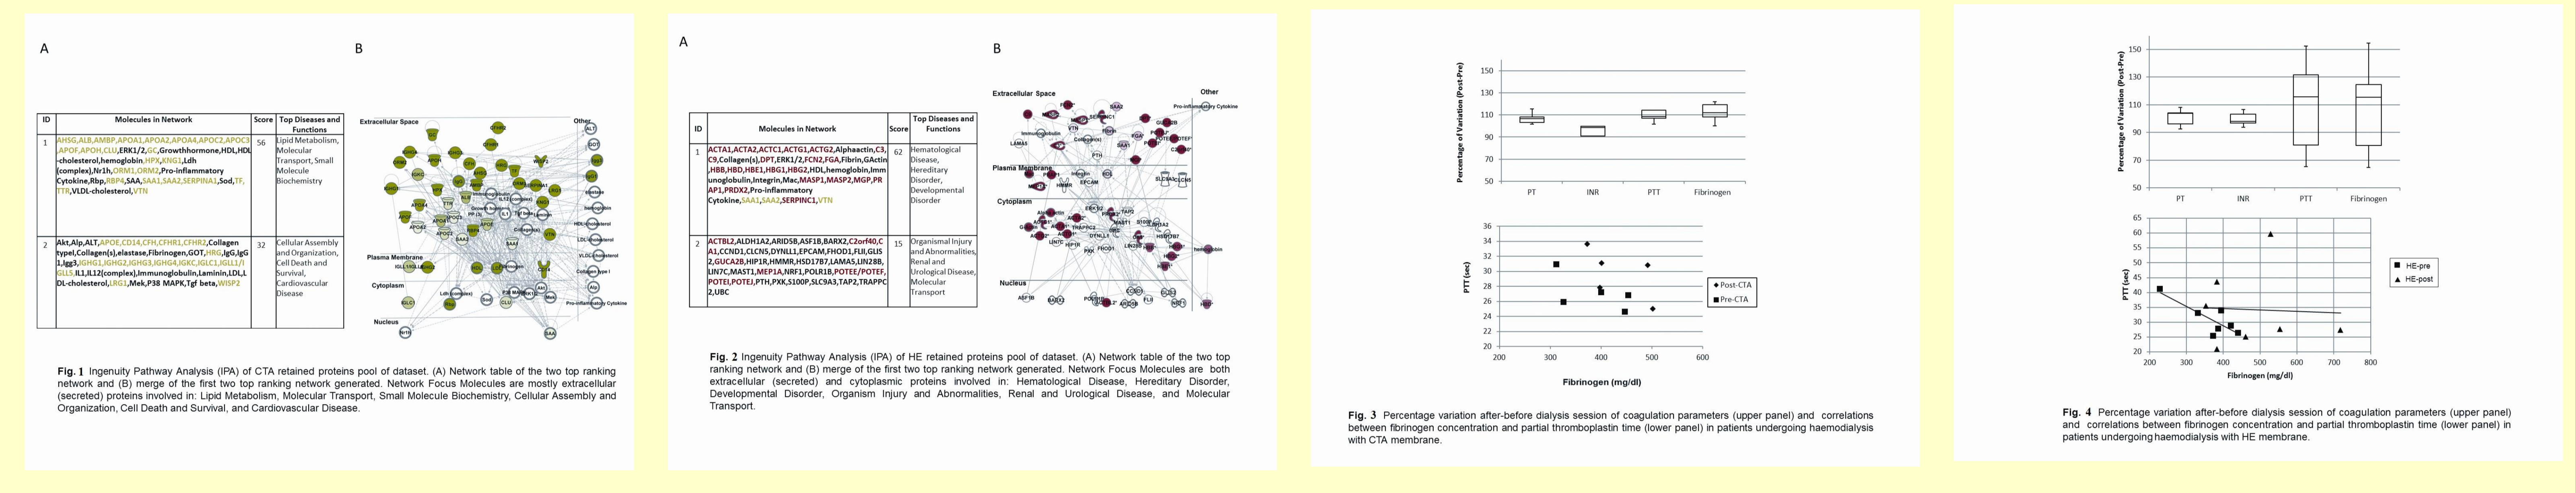 A
B
ID Molecules in Network Score Top Diseases and
Functions
1 AHSG,ALB,AMBP,APOA1,APOA2,APOA4,APOC2,APOC3 56 Lipid Metabolism,
,APOF,APOH,CLU,ERK1/2,GC,Growthhormone,HDL,HDL Molecular
-cholesterol,hemoglobin,HPX,KNG1,Ldh Transport, Small
(complex),Nr1h,ORM1,ORM2,Pro-inflammatory Molecule
Cytokine,Rbp,RBP4,SAA,SAA1,SAA2,SERPINA1,Sod,TF, Biochemistry
TTR,VLDL-cholesterol,VTN
2 Akt,Alp,ALT,APOE,CD14,CFH,CFHR1,CFHR2,Collagen 32 Cellular Assembly
typeI,Collagen(s),elastase,Fibrinogen,GOT,HRG,IgG,IgG and Organization,
1,Igg3,IGHG1,IGHG2,IGHG3,IGHG4,IGKC,IGLC1,IGLL1/I Cell Death and
GLL5,IL1,IL12(complex),Immunoglobulin,Laminin,LDL,L Survival,
DL-cholesterol,LRG1,Mek,P38 MAPK,Tgf beta,WISP2 Cardiovascular
Disease
Extracellular Space
Other
Plasma Membrane
Cytoplasm
Nucleus
Pro-inflammatory Cytokine
Fig. 1 Ingenuity Pathway Analysis (IPA) of CTA retained proteins pool of dataset. (A) Network table of the two top ranking
network and (B) merge of the first two top ranking network generated. Network Focus Molecules are mostly extracellular
(secreted) proteins involved in: Lipid Metabolism, Molecular Transport, Small Molecule Biochemistry, Cellular Assembly and
Organization, Cell Death and Survival, and Cardiovascular Disease.
A
B
ID Molecules in Network Score Top Diseases and
Functions
1 ACTA1,ACTA2,ACTC1,ACTG1,ACTG2,Alphaactin,C3, 62 Hematological
C9,Collagen(s),DPT,ERK1/2,FCN2,FGA,Fibrin,GActin Disease,
,HBB,HBD,HBE1,HBG1,HBG2,HDL,hemoglobin,Imm Hereditary
unoglobulin,Integrin,Mac,MASP1,MASP2,MGP,PR Disorder,
AP1,PRDX2,Pro-inflammatory Developmental
Cytokine,SAA1,SAA2,SERPINC1,VTN Disorder
2 ACTBL2,ALDH1A2,ARID5B,ASF1B,BARX2,C2orf40,C 15 Organismal Injury
A1,CCND1,CLCN5,DYNLL1,EPCAM,FHOD1,FLII,GLIS and Abnormalities,
2,GUCA2B,HIP1R,HMMR,HSD17B7,LAMA5,LIN28B, Renal and
LIN7C,MAST1,MEP1A,NRF1,POLR1B,POTEE/POTEF, Urological Disease,
POTEI,POTEJ,PTH,PXK,S100P,SLC9A3,TAP2,TRAPPC Molecular
2,UBC Transport
Extracellular Space
Other
Pro-inflammatory Cytokine
Plasma Membrane
Cytoplasm
Nucleus
Fig. 2 Ingenuity Pathway Analysis (IPA) of HE retained proteins pool of dataset. (A) Network table of the two top
ranking network and (B) merge of the first two top ranking network generated. Network Focus Molecules are both
extracellular (secreted) and cytoplasmic proteins involved in: Hematological Disease, Hereditary Disorder,
Developmental Disorder, Organism Injury and Abnormalities, Renal and Urological Disease, and Molecular
Transport.
Percentage of Variation (Post-Pre)
150
130
110
90
70
50
PT INR PTT Fibrinogen
PTT (sec)
36
34
32
30
28
26
24
22
20
200 300 400 500 600
Fibrinogen (mg/dl)
Post-CTA
Pre-CTA
Fig. 3 Percentage variation after-before dialysis session of coagulation parameters (upper panel) and correlations
between fibrinogen concentration and partial thromboplastin time (lower panel) in patients undergoing haemodialysis
with CTA membrane.
Percentage of Variation (Post-Pre)
150
130
110
90
70
50
PT INR PTT Fibrinogen
PTT (sec)
65
60
55
50
45
40
35
30
25
20
200 300 400 500 600 700 800
Fibrinogen (mg/dl)
HE-pre
HE-post
Fig. 4 Percentage variation after-before dialysis session of coagulation parameters (upper panel)
and correlations between fibrinogen concentration and partial thromboplastin time (lower panel) in
patients undergoing haemodialysis with HE membrane.